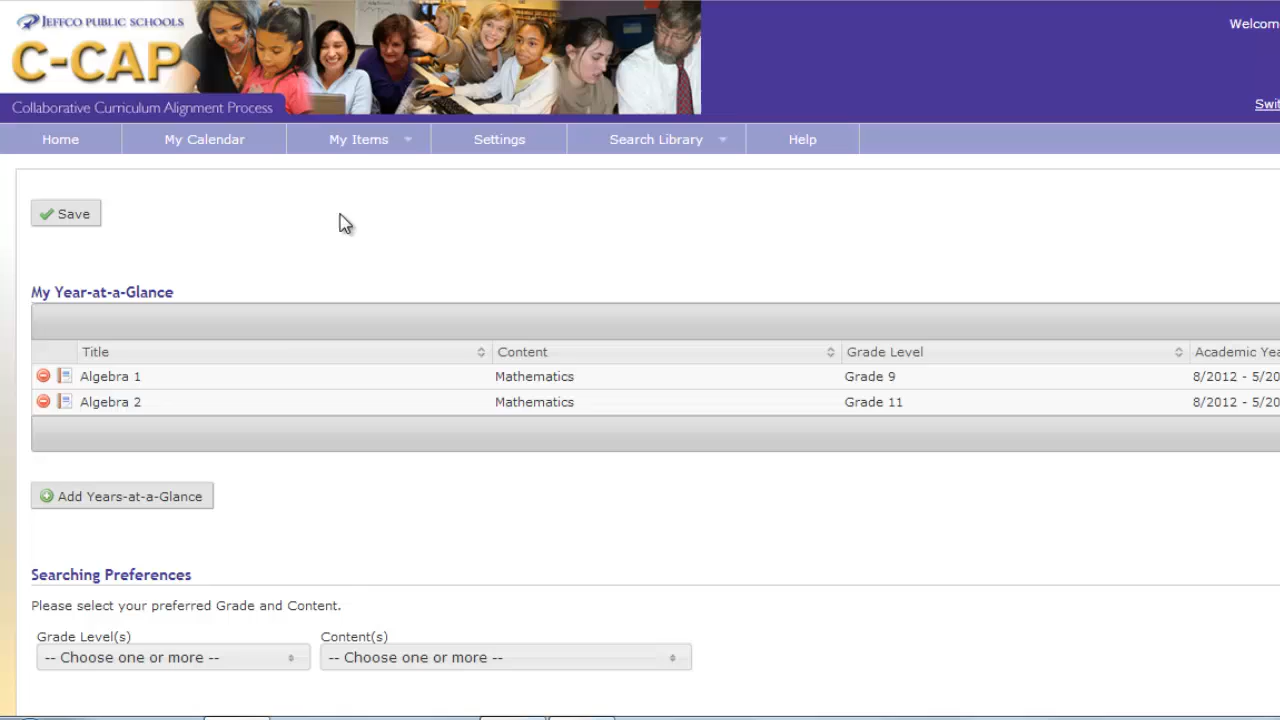 JEFFCO PUBLIC SCHOOLS
C-CAP
Collaborative Curriculum Alignment Process
Welcom
Swit
Home My Calendar My Items Settings Search Library Help
Save
My Year-at-a-Glance
Title Content Grade Level Academic Yea
Algebra 1 Mathematics Grade 9 8/2012 - 5/20
Algebra 2 Mathematics Grade 11 8/2012 - 5/20
Add Years-at-a-Glance
Searching Preferences
Please select your preferred Grade and Content.
Grade Level(s) Content(s)
-- Choose one or more -- -- Choose one or more --